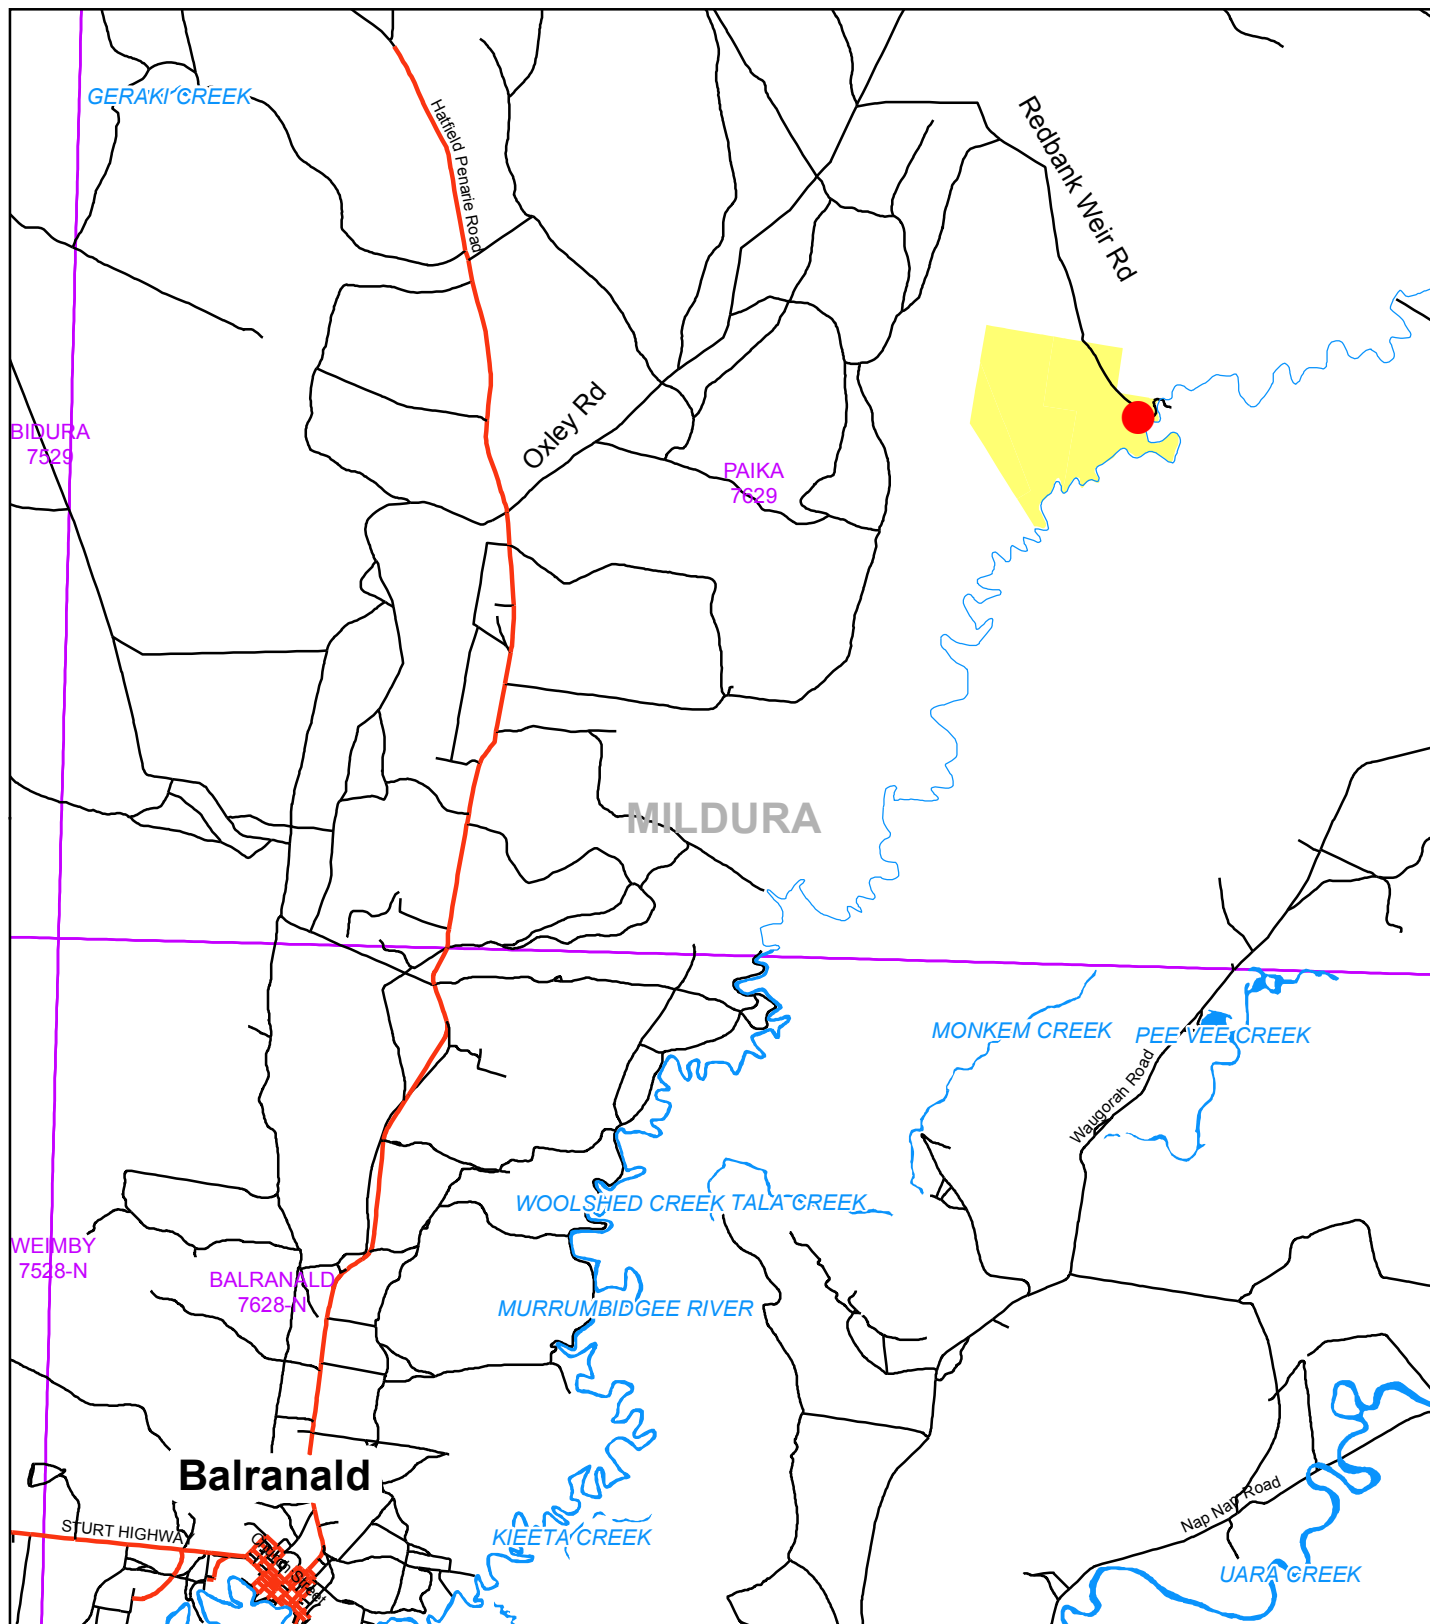 GERAKI CREEK
Hatfield Penarie Road
Redbank Weir Rd
Oxley Rd
BIDURA
7529
PAIKA
7629
MILDURA
MONKEM CREEK
PEE VEE CREEK
Waugorah Road
WOOLSHED CREEK
TALA CREEK
WEIMBY
7528-N
BALRANALD
7628-N
MURRUMBIDGEE RIVER
Balranald
STURT HIGHWAY
Street
KIEETA CREEK
Nap Nap Road
UARA CREEK